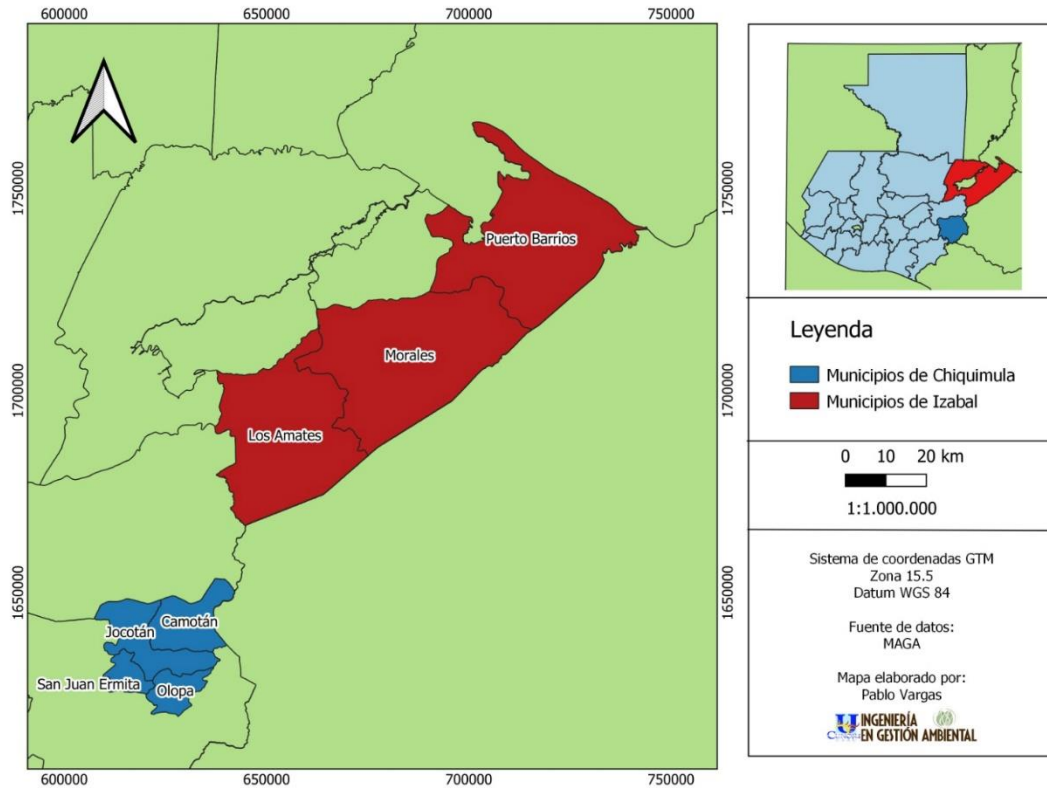 600000 650000 700000 750000
1750000
1700000
1650000
Puerto Barrios
Morales
Los Amates
Camotán
Jocotán
San Juan Ermita
Olopa
1750000
1700000
1650000
600000 650000 700000 750000
Leyenda
Municipios de Chiquimula
Municipios de Izabal
0 10 20 km
1:1.000.000
Sistema de coordenadas GTM
Zona 15.5
Datum WGS 84
Fuente de datos:
MAGA
Mapa elaborado por:
Pablo Vargas
INGENIERÍA
EN GESTIÓN AMBIENTAL